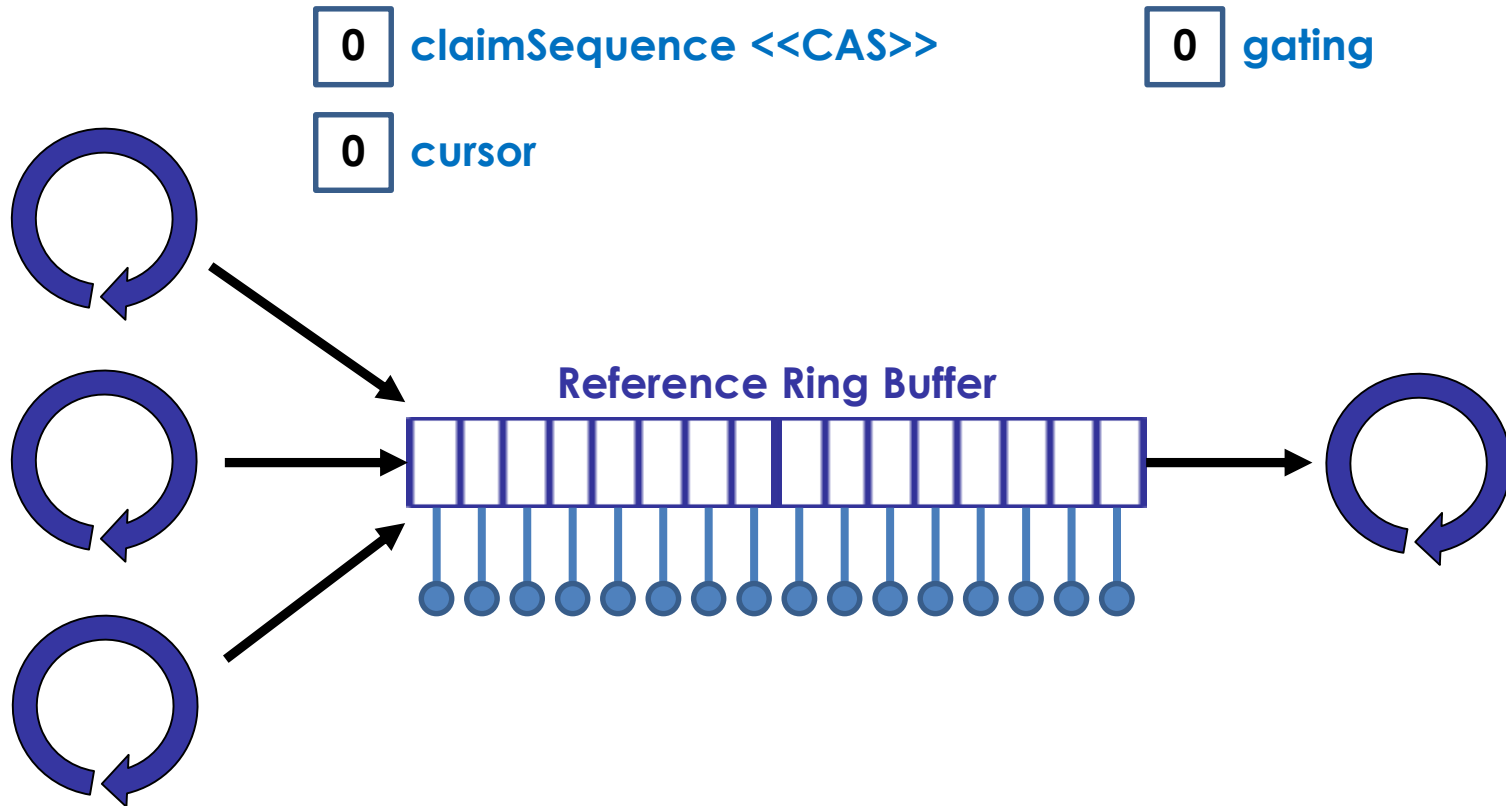 0 claimSequence <<CAS>>
0 gating
0 cursor
Reference Ring Buffer